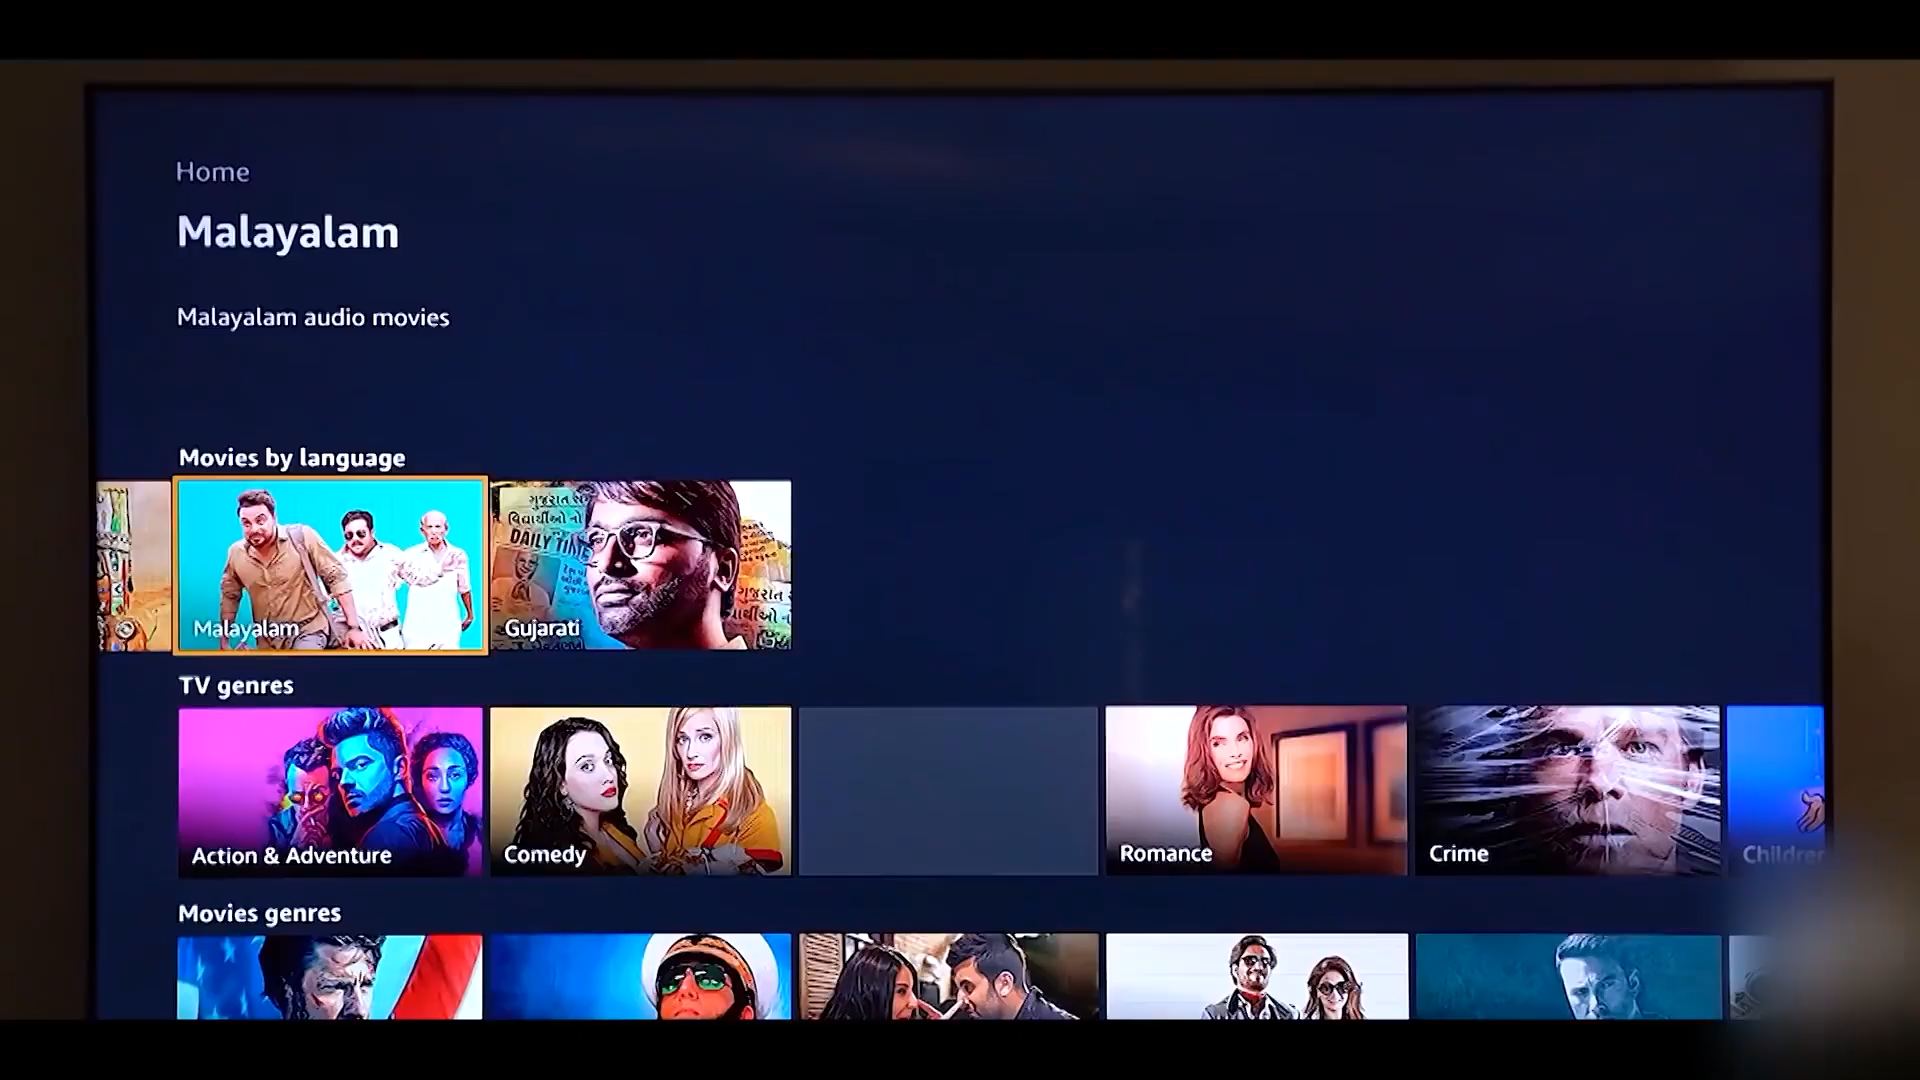 Home
Malayalam
Malayalam audio movies
Movies by language
Malayalam
DAILY
Gujarati
TV genres
Action & Adventure
Comedy
Romance
Crime
Movies genres